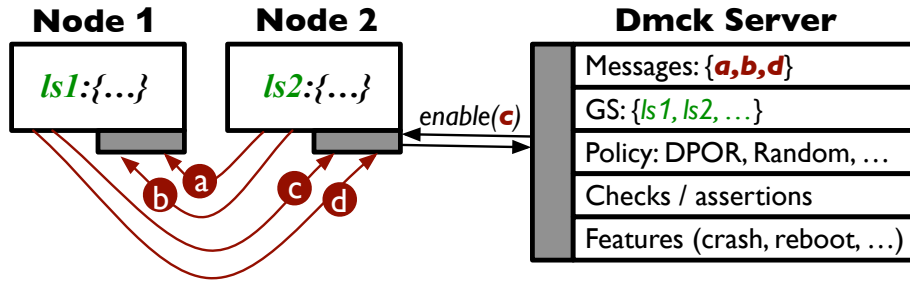 Node 1
Node 2
Dmck Server
ls1:{...}
ls2:{...}
enable(c)
Messages: {a,b,d}
GS: {ls1, ls2, ...}
Policy: DPOR, Random, ...
Checks / assertions
Features (crash, reboot, ...)
b
a
c
d